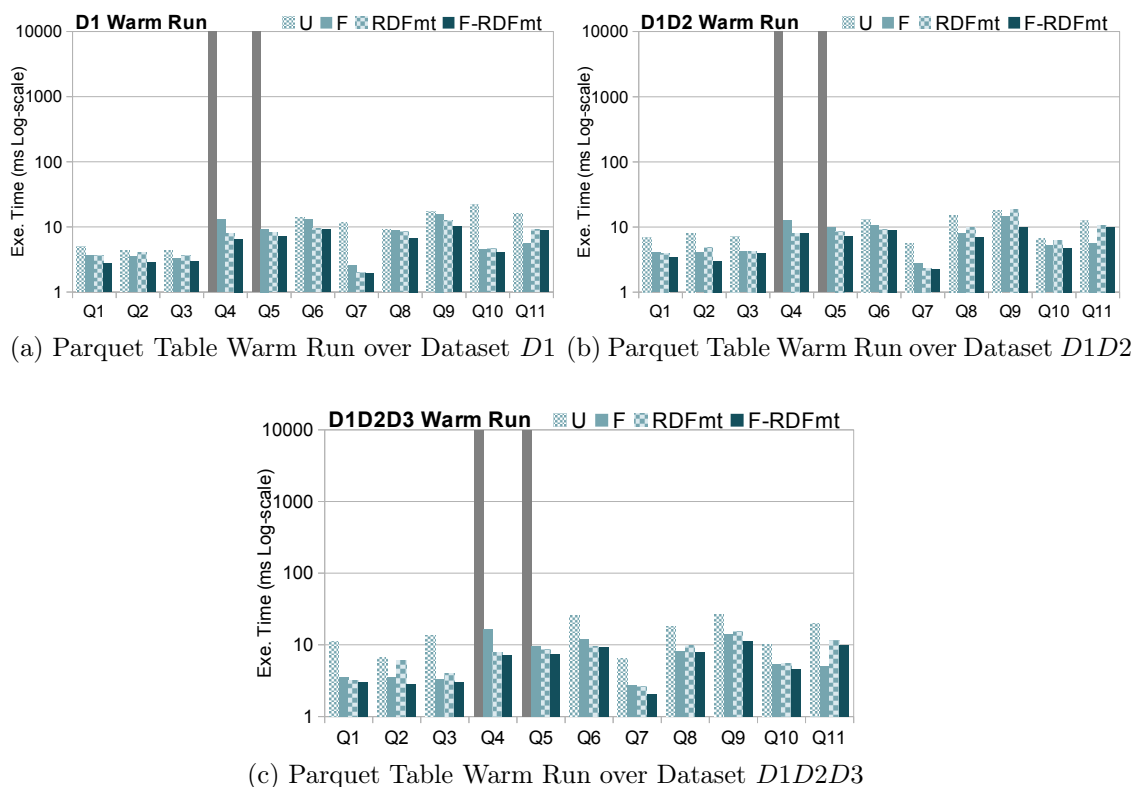 D1 Warm Run U F RDFmt F-RDFmt
Exe. Time (ms Log-scale)
10000
1000
100
10
1
Q1 Q2 Q3 Q4 Q5 Q6 Q7 Q8 Q9 Q10 Q11
(a) Parquet Table Warm Run over Dataset D1
D1D2 Warm Run U F RDFmt F-RDFmt
Exe. Time (ms Log-scale)
10000
1000
100
10
1
Q1 Q2 Q3 Q4 Q5 Q6 Q7 Q8 Q9 Q10 Q11
(b) Parquet Table Warm Run over Dataset D1D2
D1D2D3 Warm Run U F RDFmt F-RDFmt
Exe. Time (ms Log-scale)
10000
1000
100
10
1
Q1 Q2 Q3 Q4 Q5 Q6 Q7 Q8 Q9 Q10 Q11
(c) Parquet Table Warm Run over Dataset D1D2D3